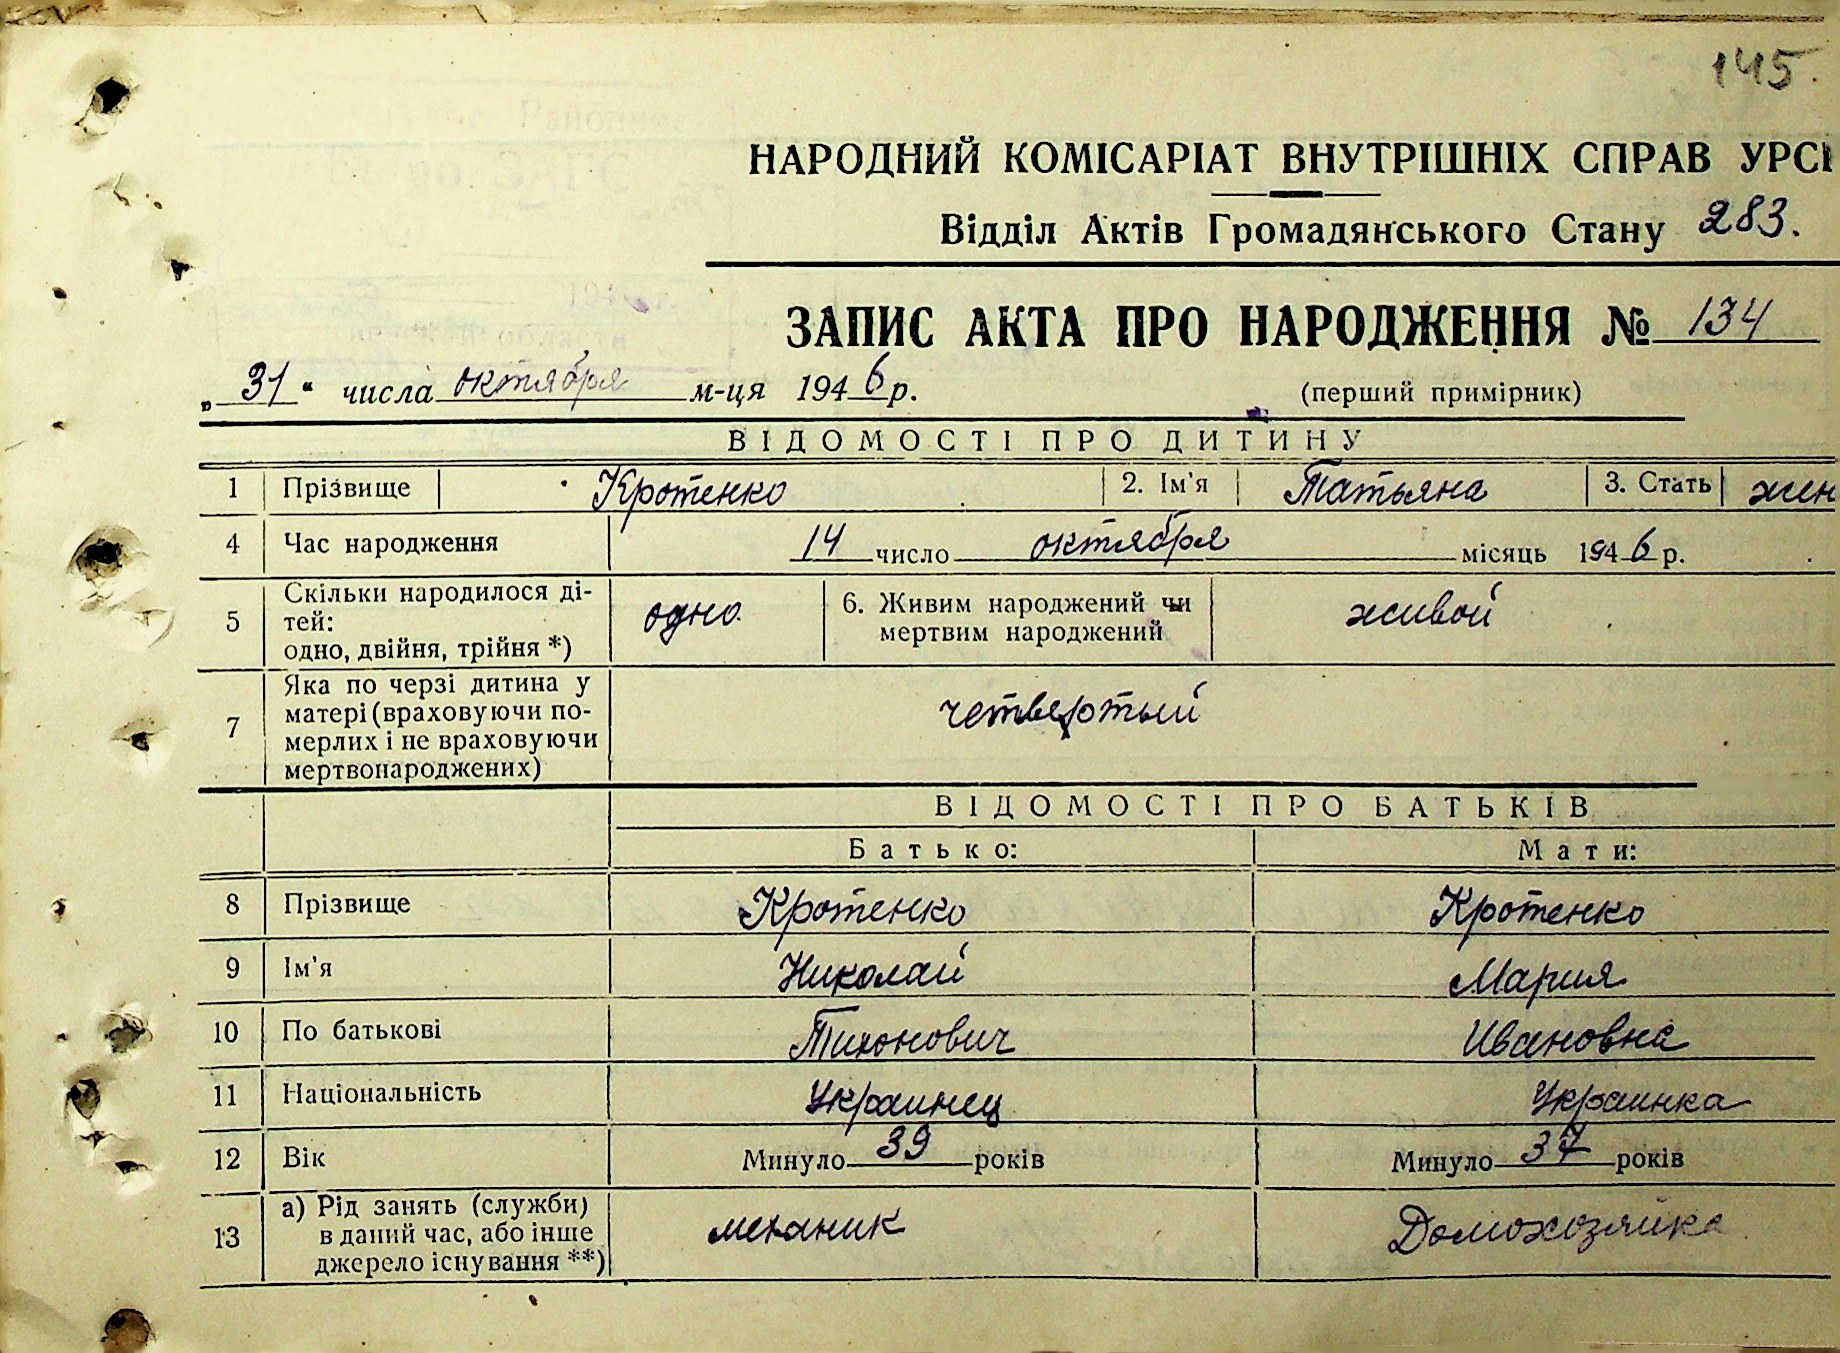 145.
НАРОДНИЙ КОМІСАРІАТ ВНУТРІШНІХ СПРАВ УРСР
Відділ Актів Громадянського Стану 283.
ЗАПИС АКТА ПРО НАРОДЖЕННЯ № 134
„31“ числа октября м-ця 1946 р. (перший примірник)
ВІДОМОСТІ ПРО ДИТИНУ
1 Прізвище Кротенко 2. Ім'я Татьяна 3. Стать жен
4 Час народження 14 число октября місяць 1946 р.
5 Скільки народилося ді-
тей:
одно, двійня, трійня *) одно. 6. Живим народжений чи
мертвим народжений живой
7 Яка по черзі дитина у
матері (враховуючи по-
мерлих і не враховуючи
мертвонароджених) четвертый
ВІДОМОСТІ ПРО БАТЬКІВ
Батько: Мати:
8 Прізвище Кротенко Кротенко
9 Ім'я Николай Мария
10 По батькові Тихонович Ивановна
11 Національність Украинец Украинка
12 Вік Минуло 39 років Минуло 37 років
13 а) Рід занять (служби)
в даний час, або інше
джерело існування **) механик Домохозяйка